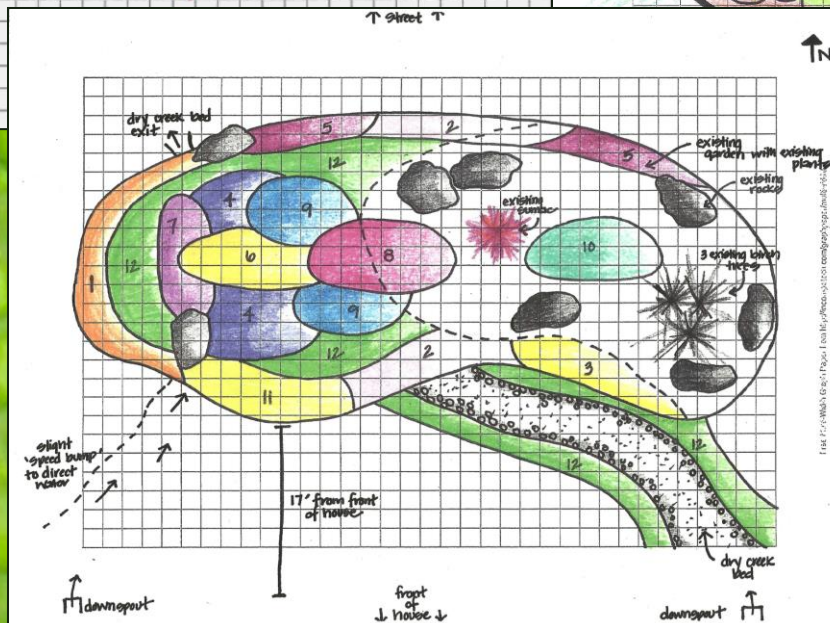 ↑ street ↑
↑N
dry creek bed
exit
5
2
12
5
existing
garden with existing
plants
existing
rocks
4
9
7
existing
sumac
6
8
10
12
3 existing birch
trees
1
4
9
12
2
3
11
12
12
slight
'speed bump'
to direct
water
17' from front
of house
dry creek
bed
downspout
front
of
↓ house ↓
downspout